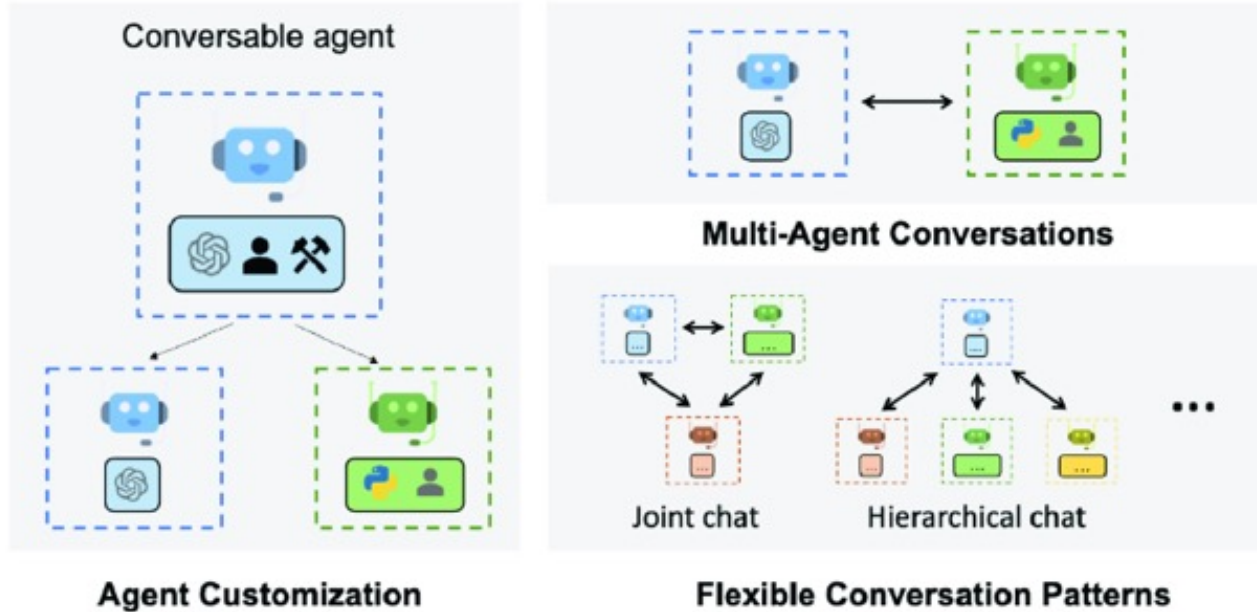 Conversable agent
Agent Customization
Multi-Agent Conversations
...
...
...
...
...
...
...
...
Joint chat
Hierarchical chat
Flexible Conversation Patterns